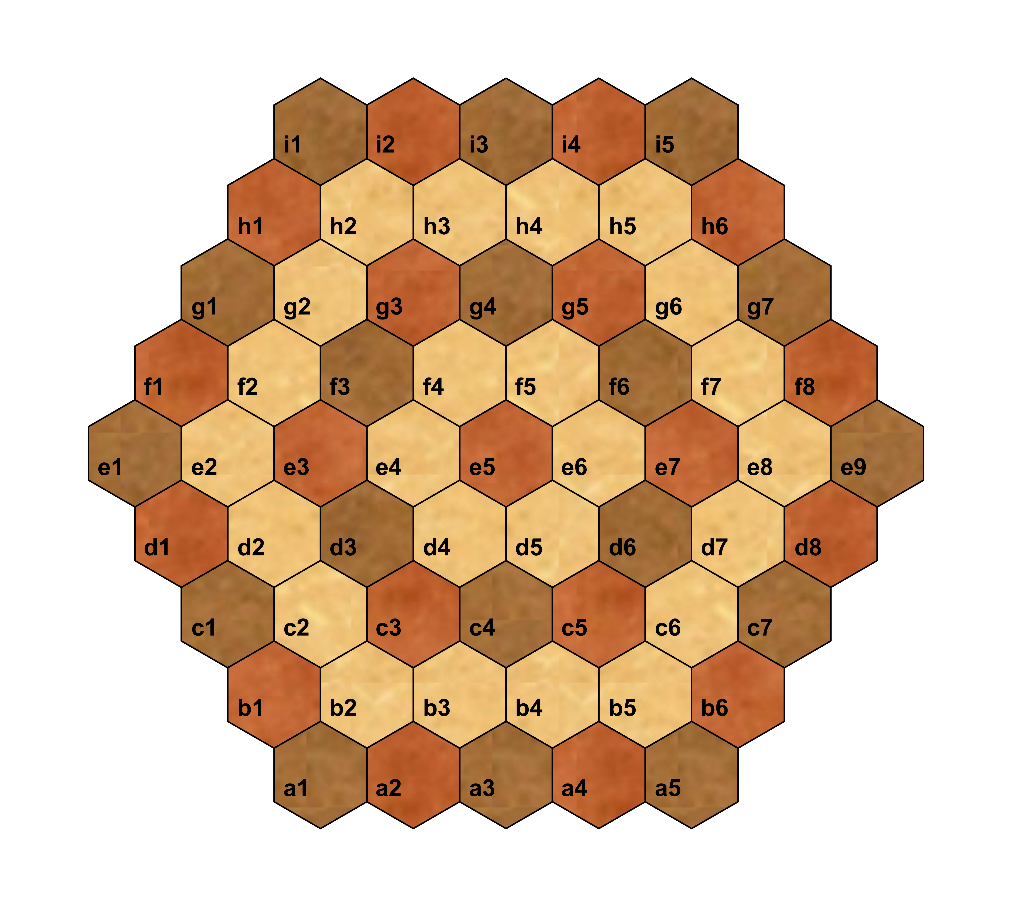 i1 i2 i3 i4 i5
h1 h2 h3 h4 h5 h6
g1 g2 g3 g4 g5 g6 g7
f1 f2 f3 f4 f5 f6 f7 f8
e1 e2 e3 e4 e5 e6 e7 e8 e9
d1 d2 d3 d4 d5 d6 d7 d8
c1 c2 c3 c4 c5 c6 c7
b1 b2 b3 b4 b5 b6
a1 a2 a3 a4 a5